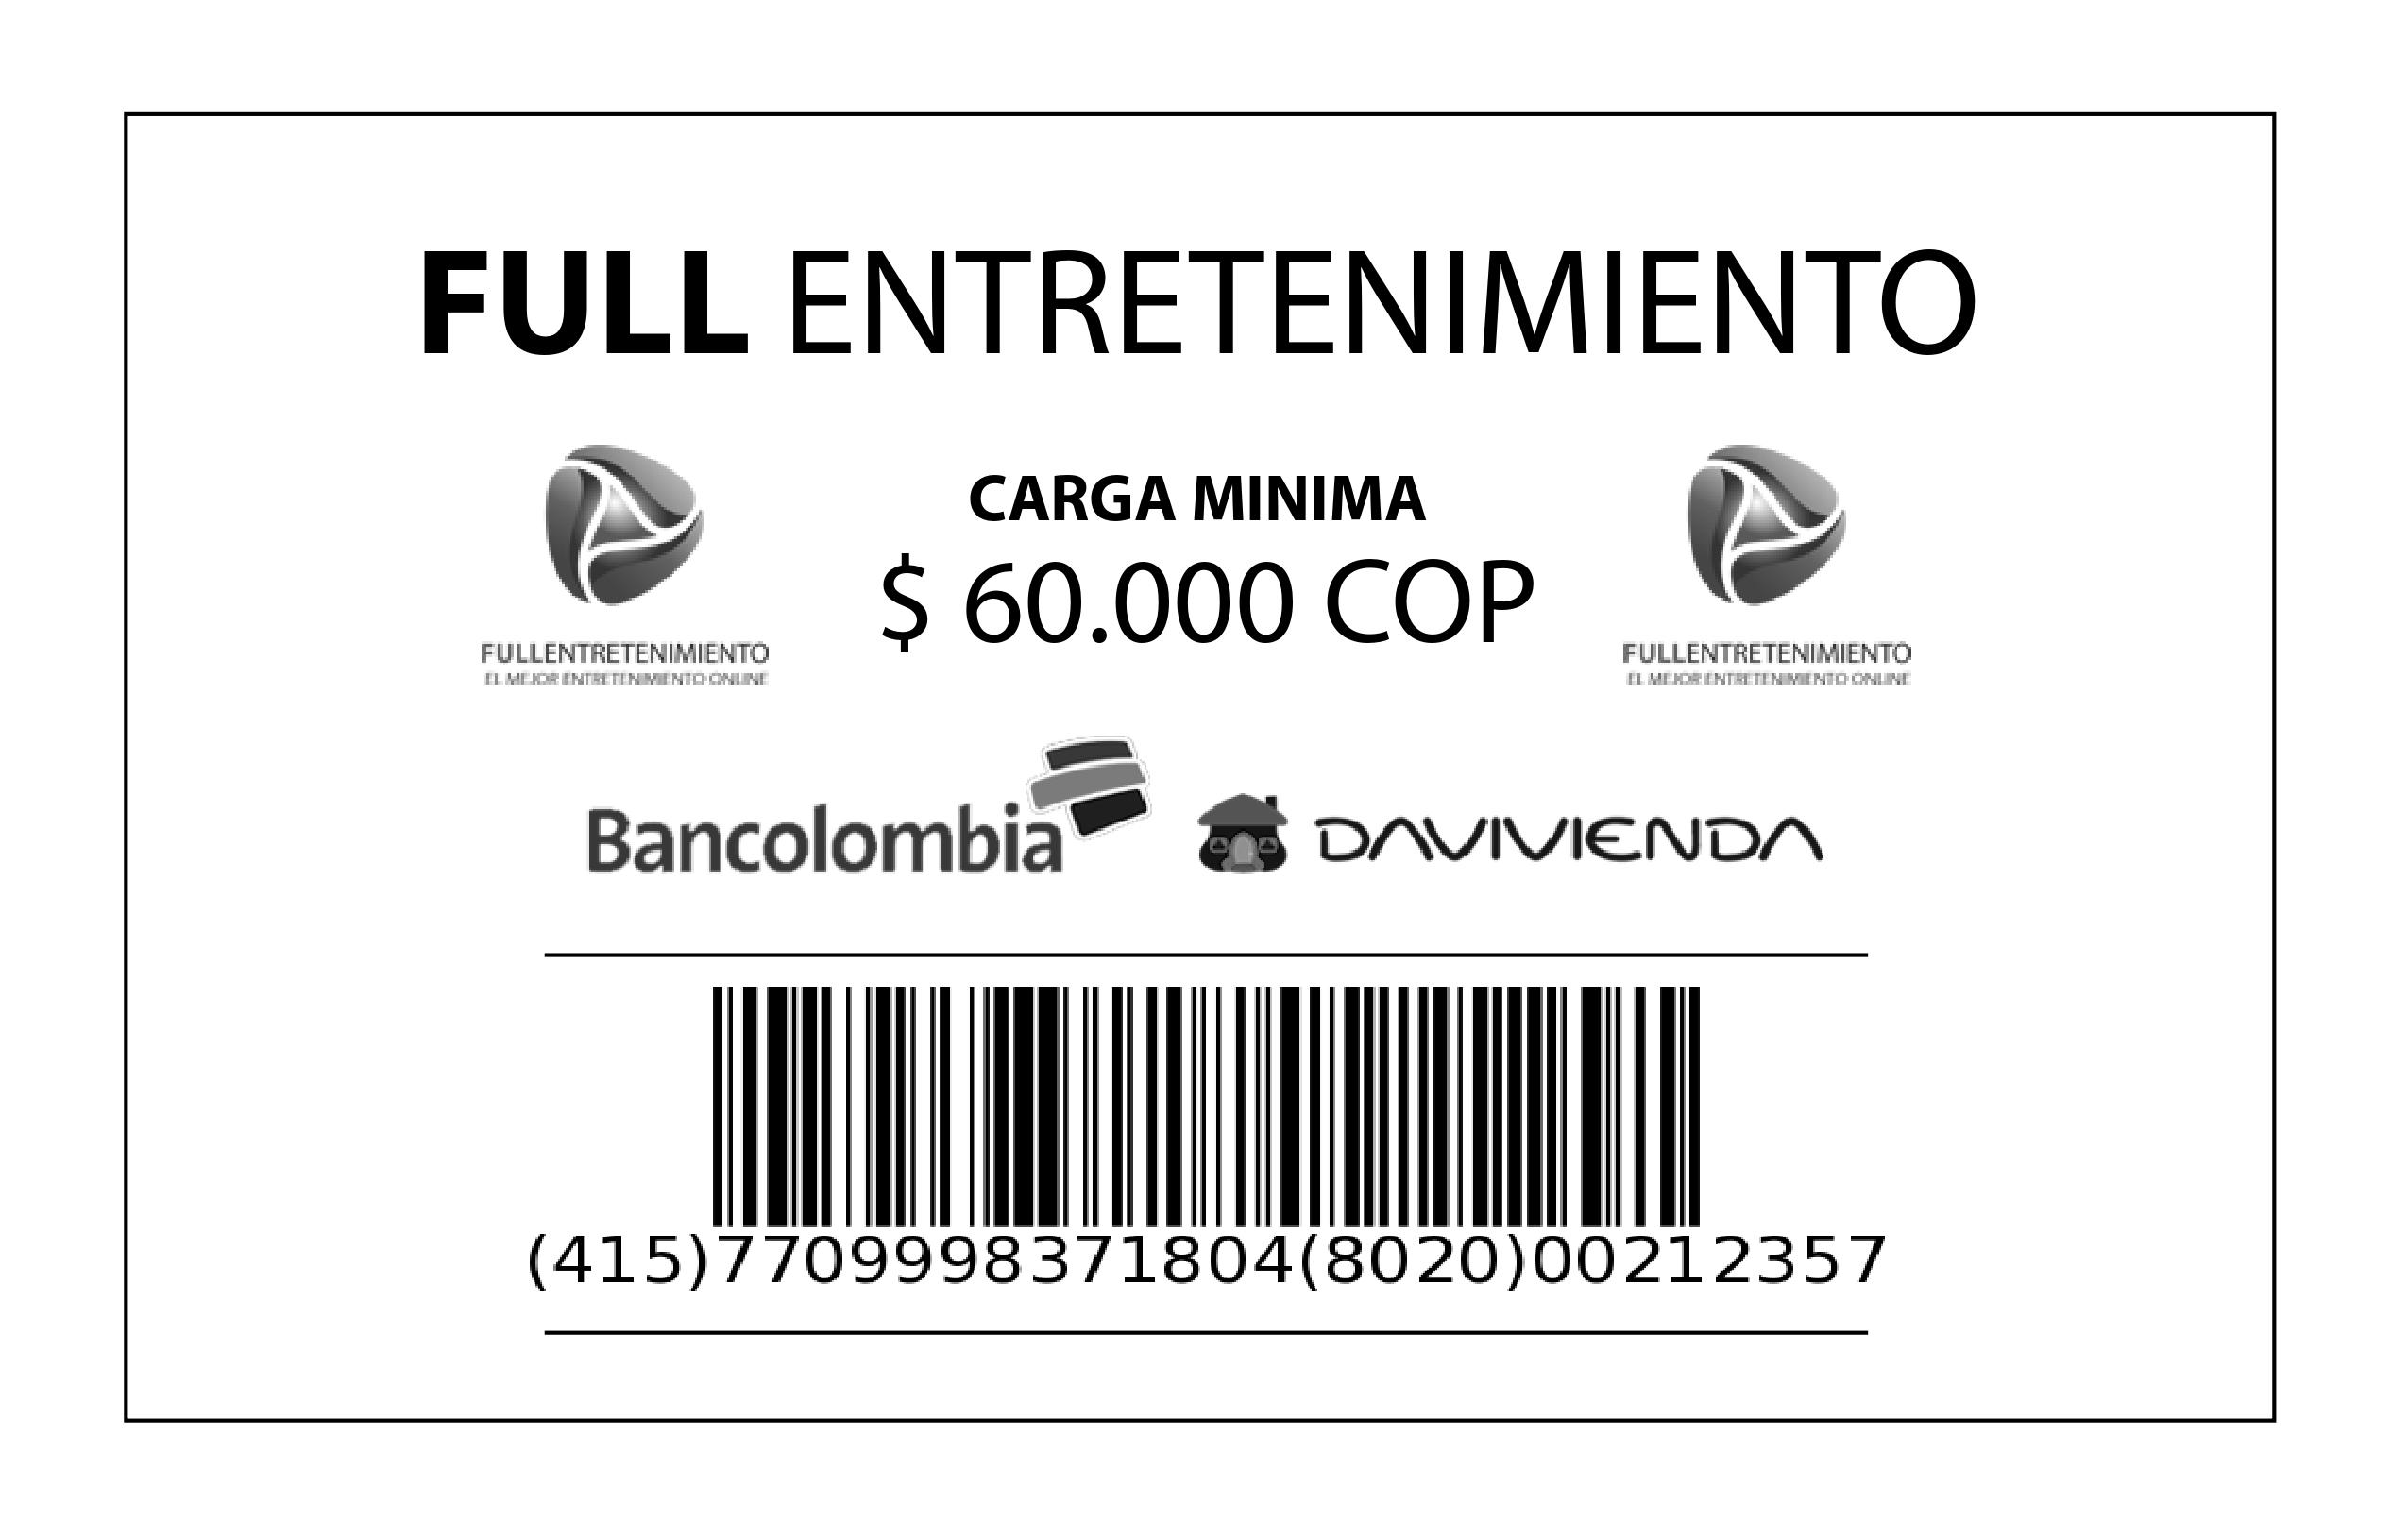 FULL ENTRETENIMIENTO
CARGA MINIMA
$ 60.000 COP
FULLENTRETENIMIENTO
EL MEJOR ENTRETENIMIENTO ONLINE
FULLENTRETENIMIENTO
EL MEJOR ENTRETENIMIENTO ONLINE
Bancolombia DAVIVIENDA
(415)7709998371804(8020)00212357